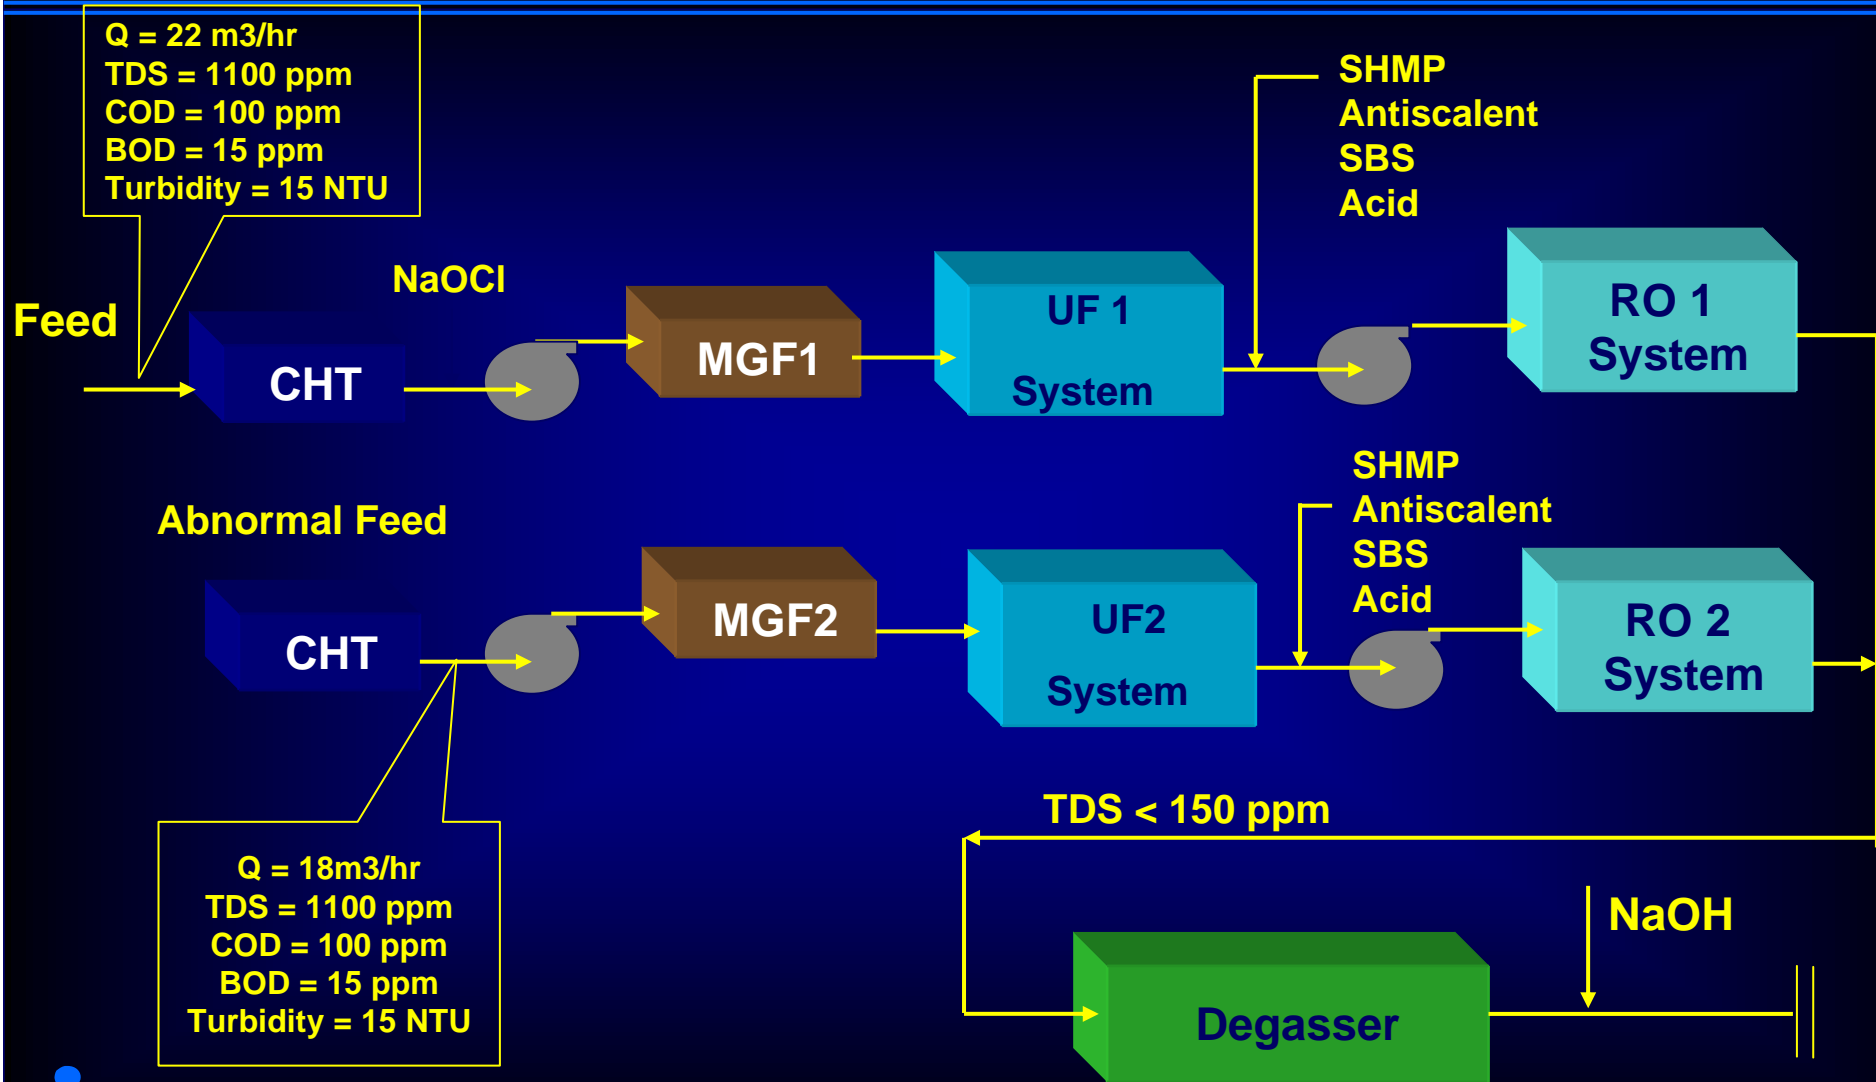 Q = 22 m3/hr
TDS = 1100 ppm
COD = 100 ppm
BOD = 15 ppm
Turbidity = 15 NTU
SHMP
Antiscalent
SBS
Acid
NaOCl
Feed
CHT
MGF1
UF 1
System
RO 1
System
Abnormal Feed
SHMP
Antiscalent
SBS
Acid
CHT
MGF2
UF2
System
RO 2
System
TDS < 150 ppm
Q = 18m3/hr
TDS = 1100 ppm
COD = 100 ppm
BOD = 15 ppm
Turbidity = 15 NTU
NaOH
Degasser